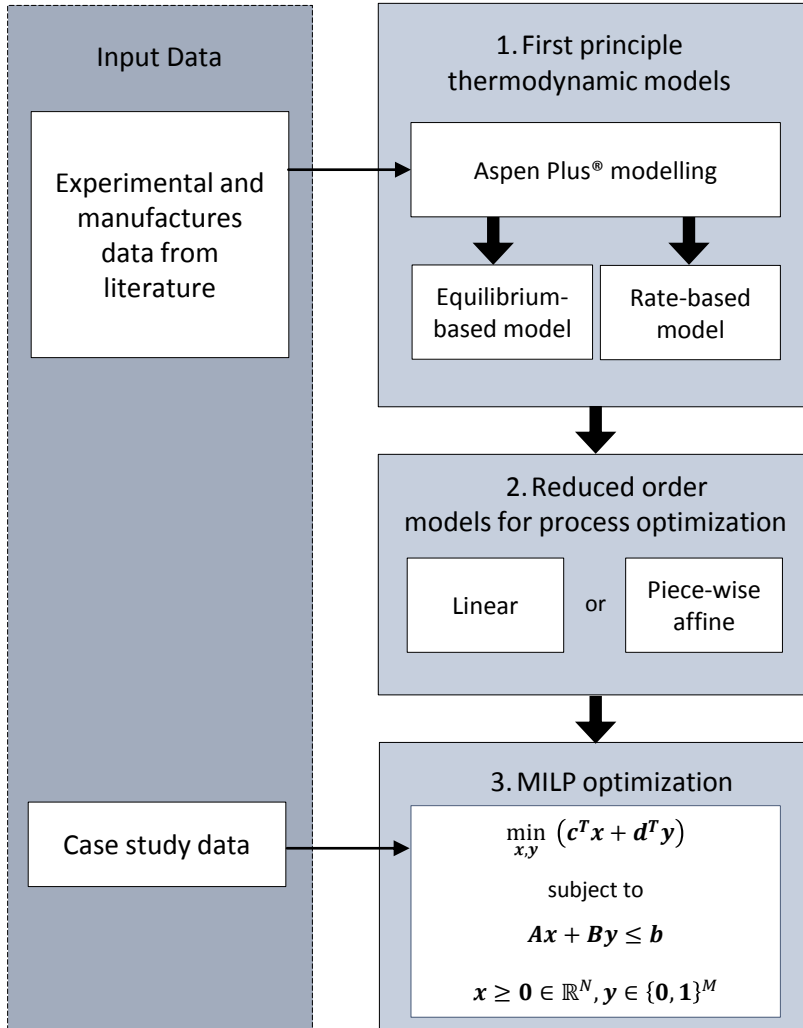 Input Data
Experimental and
manufactures
data from
literature
Case study data
1. First principle
thermodynamic models
Aspen Plus® modelling
Equilibrium-
based model
Rate-based
model
2. Reduced order
models for process optimization
Linear
or
Piece-wise
affine
3. MILP optimization
min (cᵀx + dᵀy)
x,y
subject to
Ax + By ≤ b
x ≥ 0 ∈ ℝᴺ, y ∈ {0, 1}ᴹ